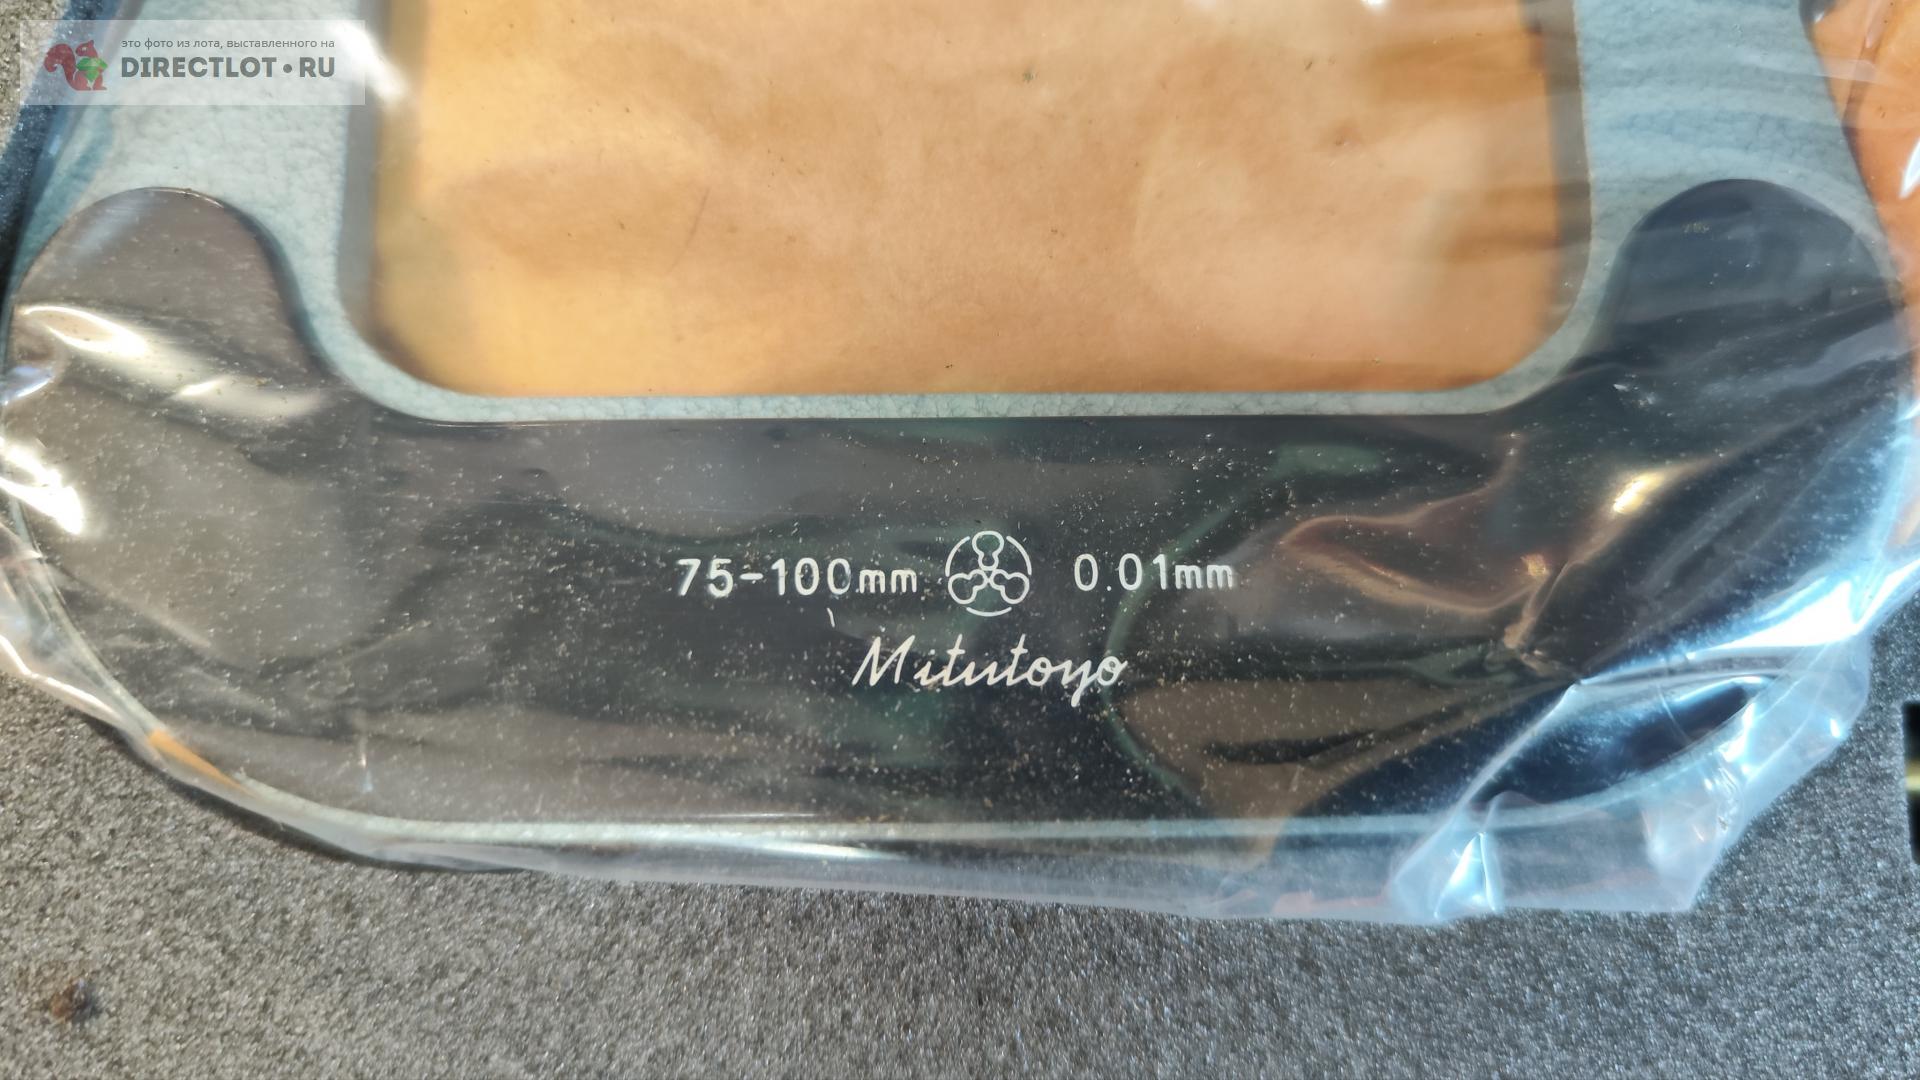 это фото из лота, выставленного на
DIRECTLOT•RU
75-100mm 0.01mm
Mitutoyo